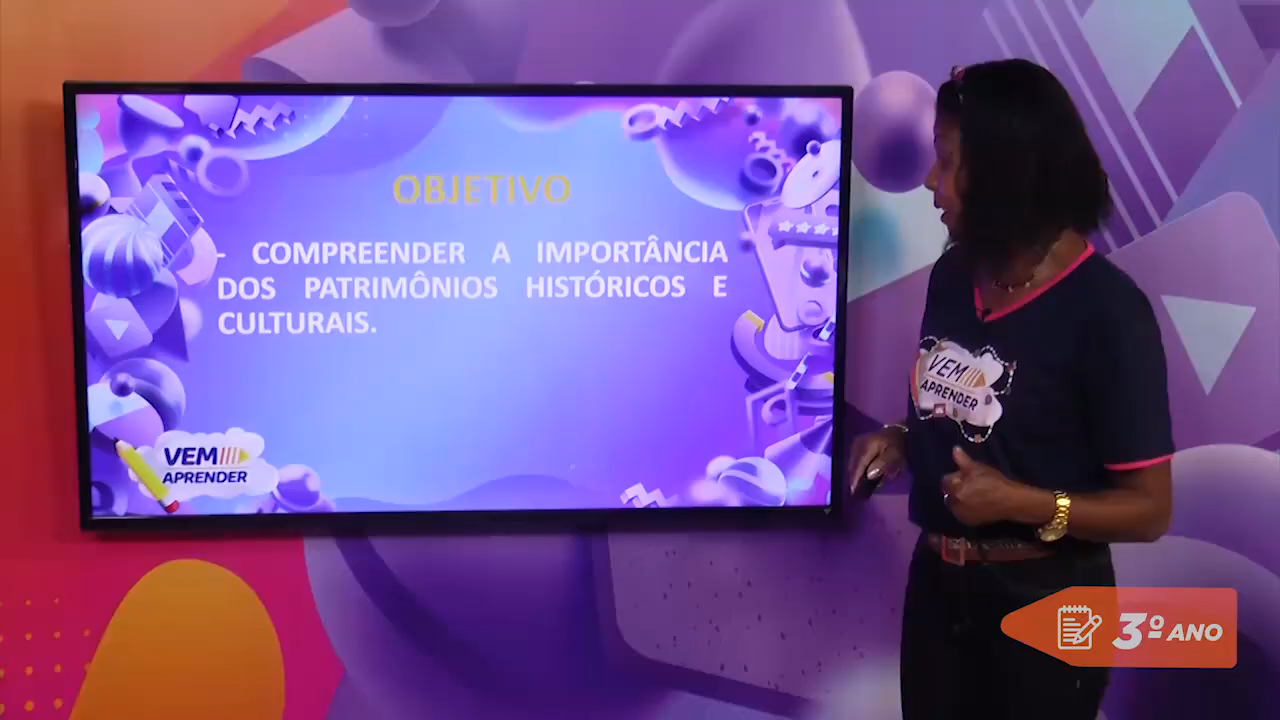 OBJETIVO
- COMPREENDER A IMPORTÂNCIA
DOS PATRIMÔNIOS HISTÓRICOS E
CULTURAIS.
VEM
APRENDER
VEM
APRENDER
3º ANO